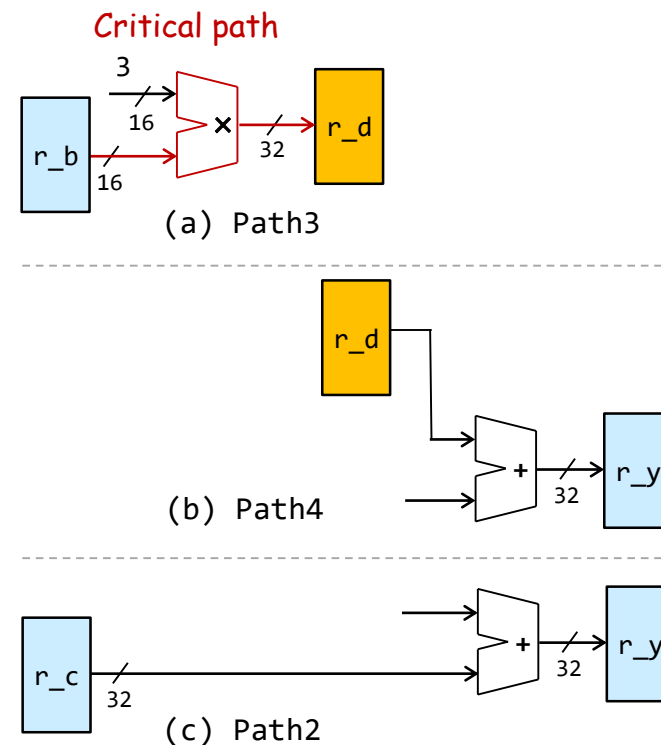 Critical path
3
16
r_b
16
×
32
r_d
(a) Path3
r_d
+
32
r_y
(b) Path4
r_c
32
+
32
r_y
(c) Path2